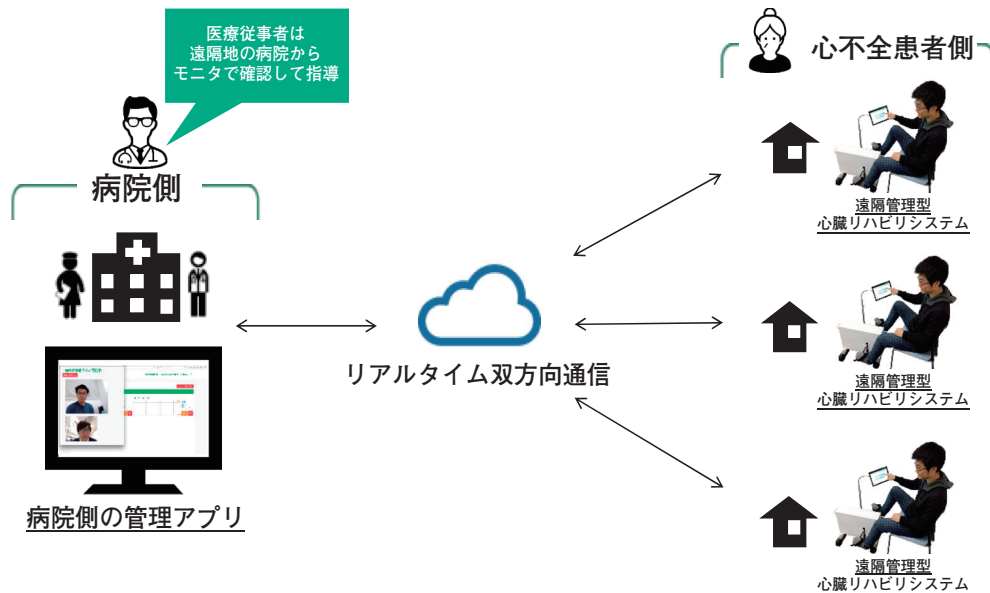 医療従事者は
遠隔地の病院から
モニタで確認して指導
病院側
病院側の管理アプリ
リアルタイム双方向通信
心不全患者側
遠隔管理型
心臓リハビリシステム
遠隔管理型
心臓リハビリシステム
遠隔管理型
心臓リハビリシステム